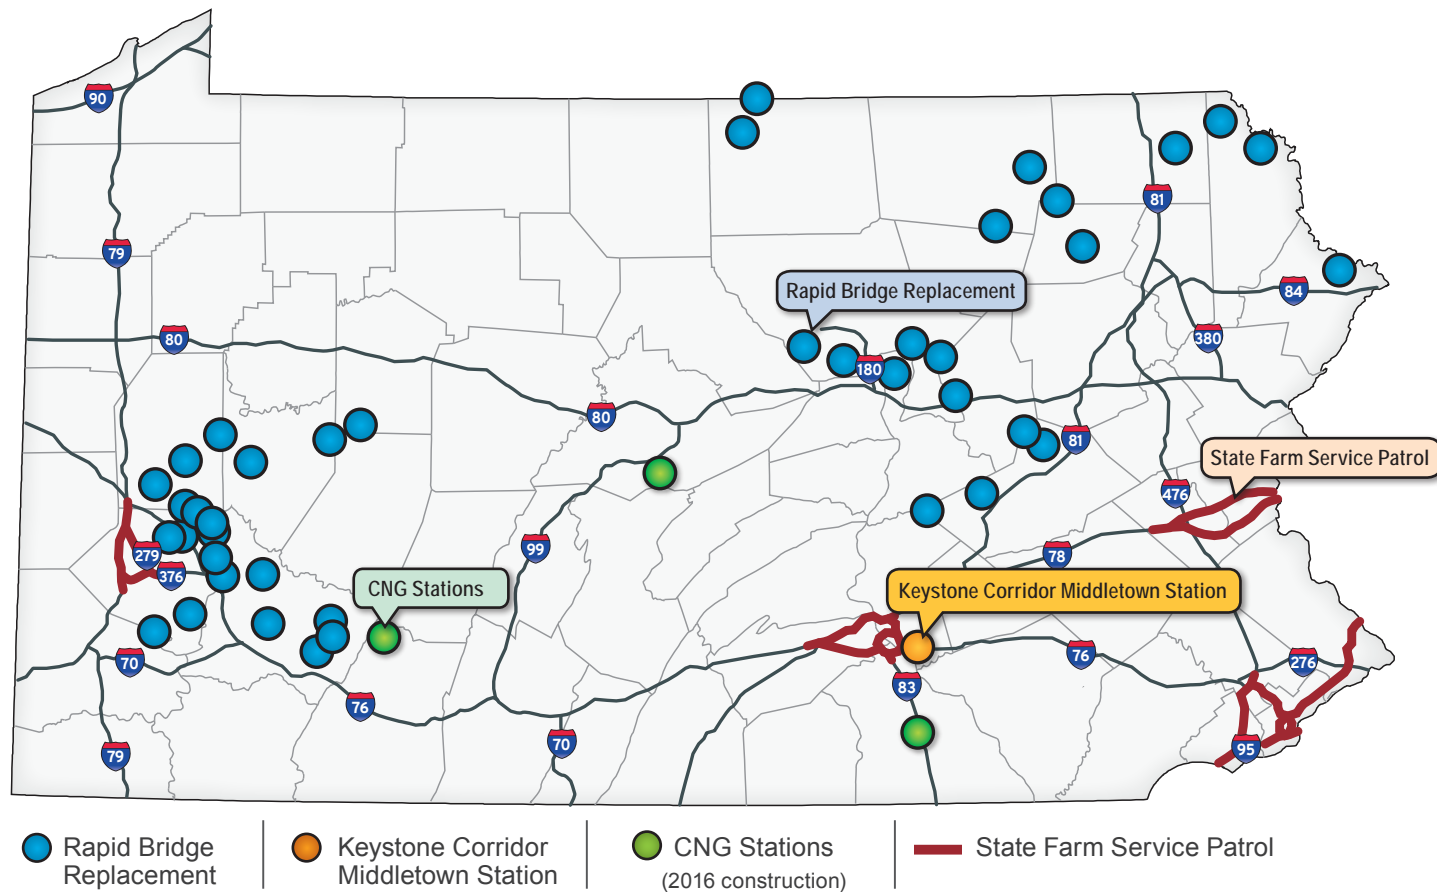 90
81
79
84
Rapid Bridge Replacement
80
380
180
80
81
State Farm Service Patrol
476
99
279
78
376
CNG Stations
Keystone Corridor Middletown Station
70
76
276
83
76
70
79
95
Rapid Bridge
Replacement
Keystone Corridor
Middletown Station
CNG Stations
(2016 construction)
State Farm Service Patrol